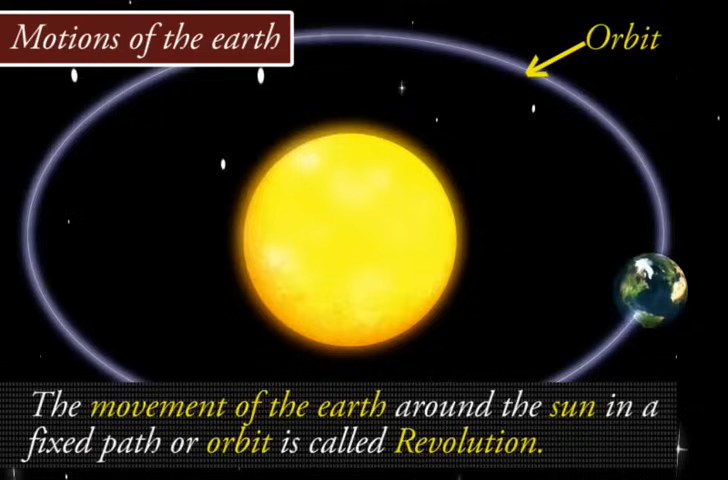 Motions of the earth
Orbit
The movement of the earth around the sun in a
fixed path or orbit is called Revolution.